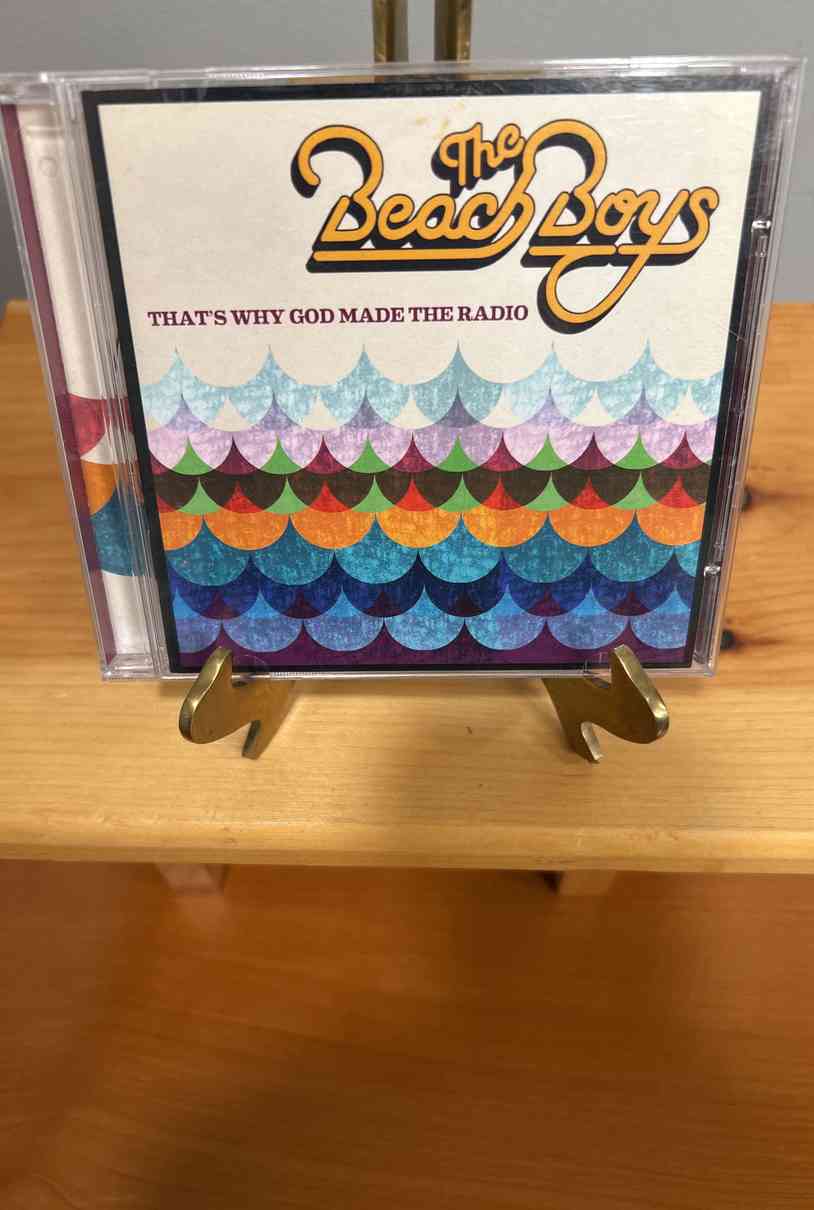 The
Beach Boys
THAT'S WHY GOD MADE THE RADIO